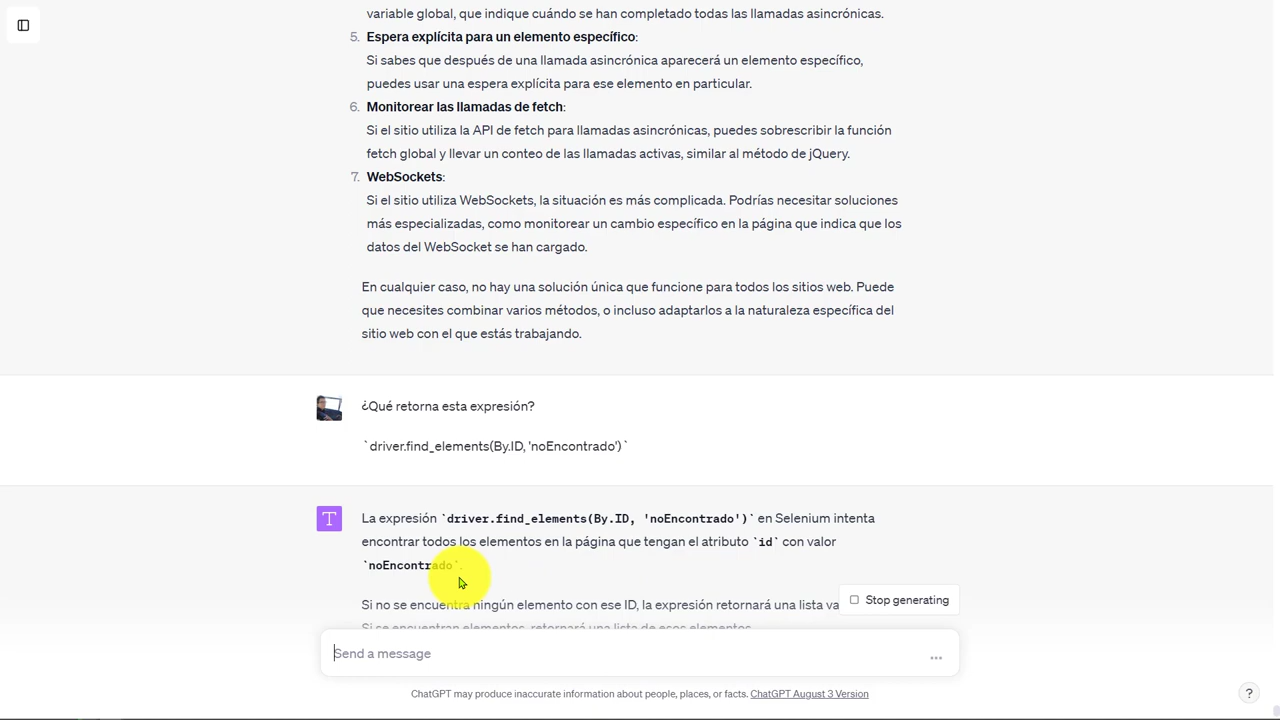 variable global, que indique cuándo se han completado todas las llamadas asincrónicas.
5. Espera explícita para un elemento específico:
Si sabes que después de una llamada asincrónica aparecerá un elemento específico,
puedes usar una espera explícita para ese elemento en particular.
6. Monitorear las llamadas de fetch:
Si el sitio utiliza la API de fetch para llamadas asincrónicas, puedes sobrescribir la función
fetch global y llevar un conteo de las llamadas activas, similar al método de jQuery.
7. WebSockets:
Si el sitio utiliza WebSockets, la situación es más complicada. Podrías necesitar soluciones
más especializadas, como monitorear un cambio específico en la página que indica que los
datos del WebSocket se han cargado.
En cualquier caso, no hay una solución única que funcione para todos los sitios web. Puede
que necesites combinar varios métodos, o incluso adaptarlos a la naturaleza específica del
sitio web con el que estás trabajando.
¿Qué retorna esta expresión?
`driver.find_elements(By.ID, 'noEncontrado')`
T
La expresión `driver.find_elements(By.ID, 'noEncontrado')` en Selenium intenta
encontrar todos los elementos en la página que tengan el atributo `id` con valor
`noEncontrado`.
Si no se encuentra ningún elemento con ese ID, la expresión retornará una lista va
Stop generating
Si se encuentran elementos, retornará una lista de esos elementos.
Send a message
ChatGPT may produce inaccurate information about people, places, or facts. ChatGPT August 3 Version
?